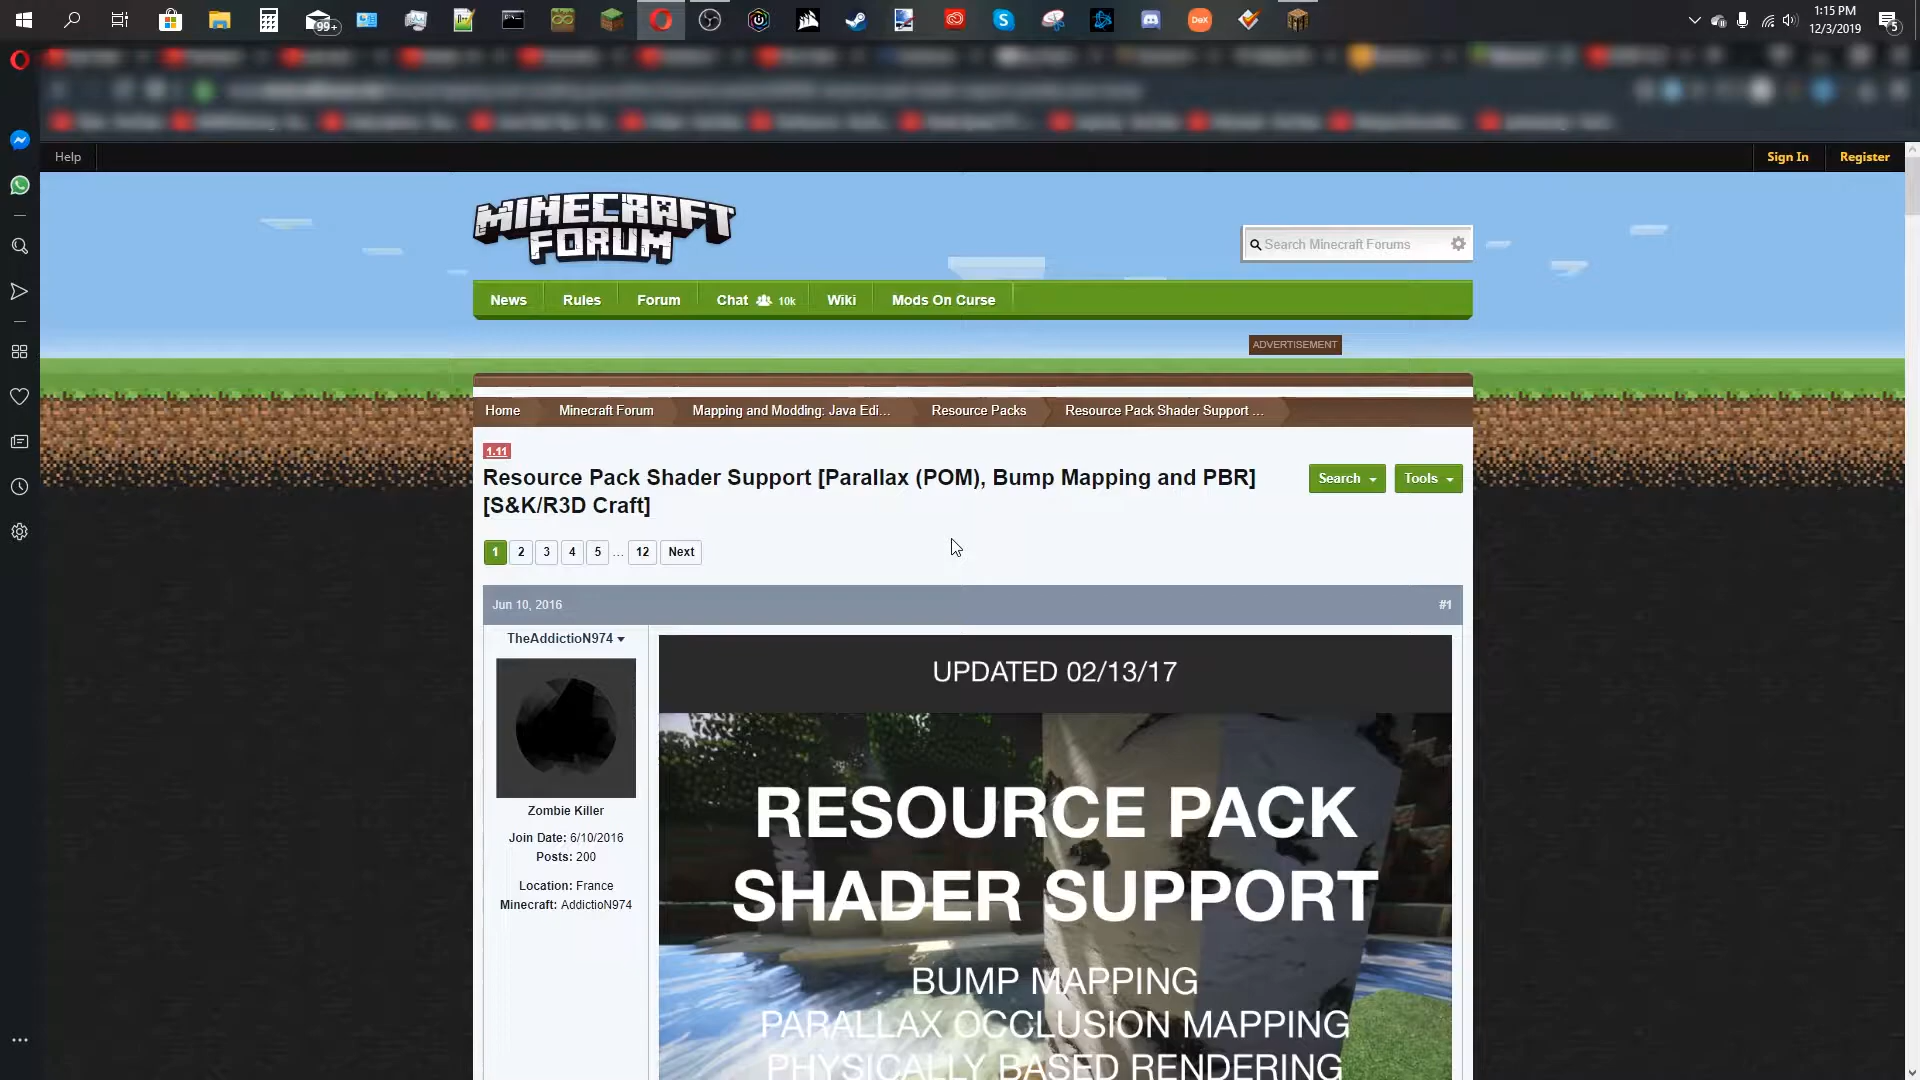 99+
DeX
1:15 PM
12/3/2019
5
Help
Sign In
Register
MINECRAFT
FORUM
Search Minecraft Forums
News
Rules
Forum
Chat 10k
Wiki
Mods On Curse
ADVERTISEMENT
Home
Minecraft Forum
Mapping and Modding: Java Edi...
Resource Packs
Resource Pack Shader Support ...
1.11
Resource Pack Shader Support [Parallax (POM), Bump Mapping and PBR]
[S&K/R3D Craft]
Search
Tools
1 2 3 4 5 ... 12 Next
Jun 10, 2016
#1
TheAddictioN974
Zombie Killer
Join Date: 6/10/2016
Posts: 200
Location: France
Minecraft: AddictioN974
UPDATED 02/13/17
RESOURCE PACK
SHADER SUPPORT
BUMP MAPPING
PARALLAX OCCLUSION MAPPING
PHYSICALLY BASED RENDERING